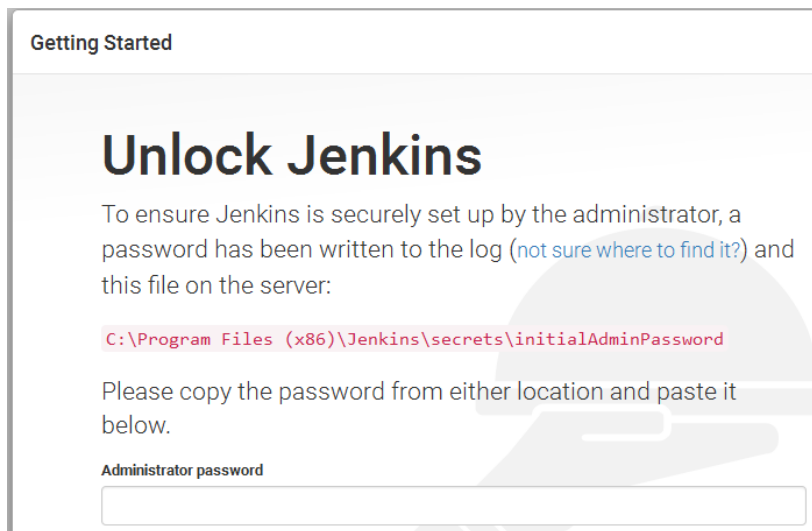 Getting Started
Unlock Jenkins
To ensure Jenkins is securely set up by the administrator, a
password has been written to the log (not sure where to find it?) and
this file on the server:
C:\Program Files (x86)\Jenkins\secrets\initialAdminPassword
Please copy the password from either location and paste it
below.
Administrator password